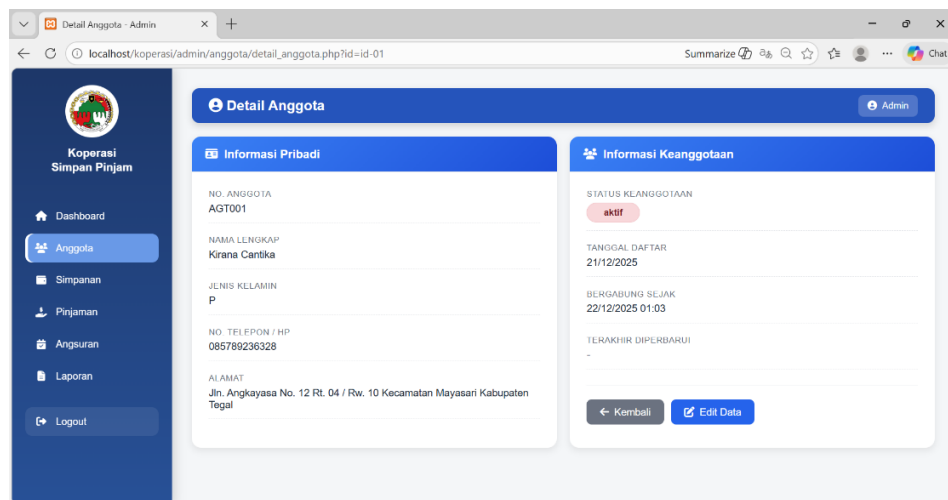 Detail Anggota - Admin
localhost/koperasi/admin/anggota/detail_anggota.php?id=id-01
Summarize
Chat
Koperasi
Simpan Pinjam
Dashboard
Anggota
Simpanan
Pinjaman
Angsuran
Laporan
Logout
Detail Anggota
Admin
Informasi Pribadi
NO. ANGGOTA
AGT001
NAMA LENGKAP
Kirana Cantika
JENIS KELAMIN
P
NO. TELEPON / HP
085789236328
ALAMAT
Jln. Angkayasa No. 12 Rt. 04 / Rw. 10 Kecamatan Mayasari Kabupaten
Tegal
Informasi Keanggotaan
STATUS KEANGGOTAAN
aktif
TANGGAL DAFTAR
21/12/2025
BERGABUNG SEJAK
22/12/2025 01:03
TERAKHIR DIPERBARUI
-
Kembali
Edit Data